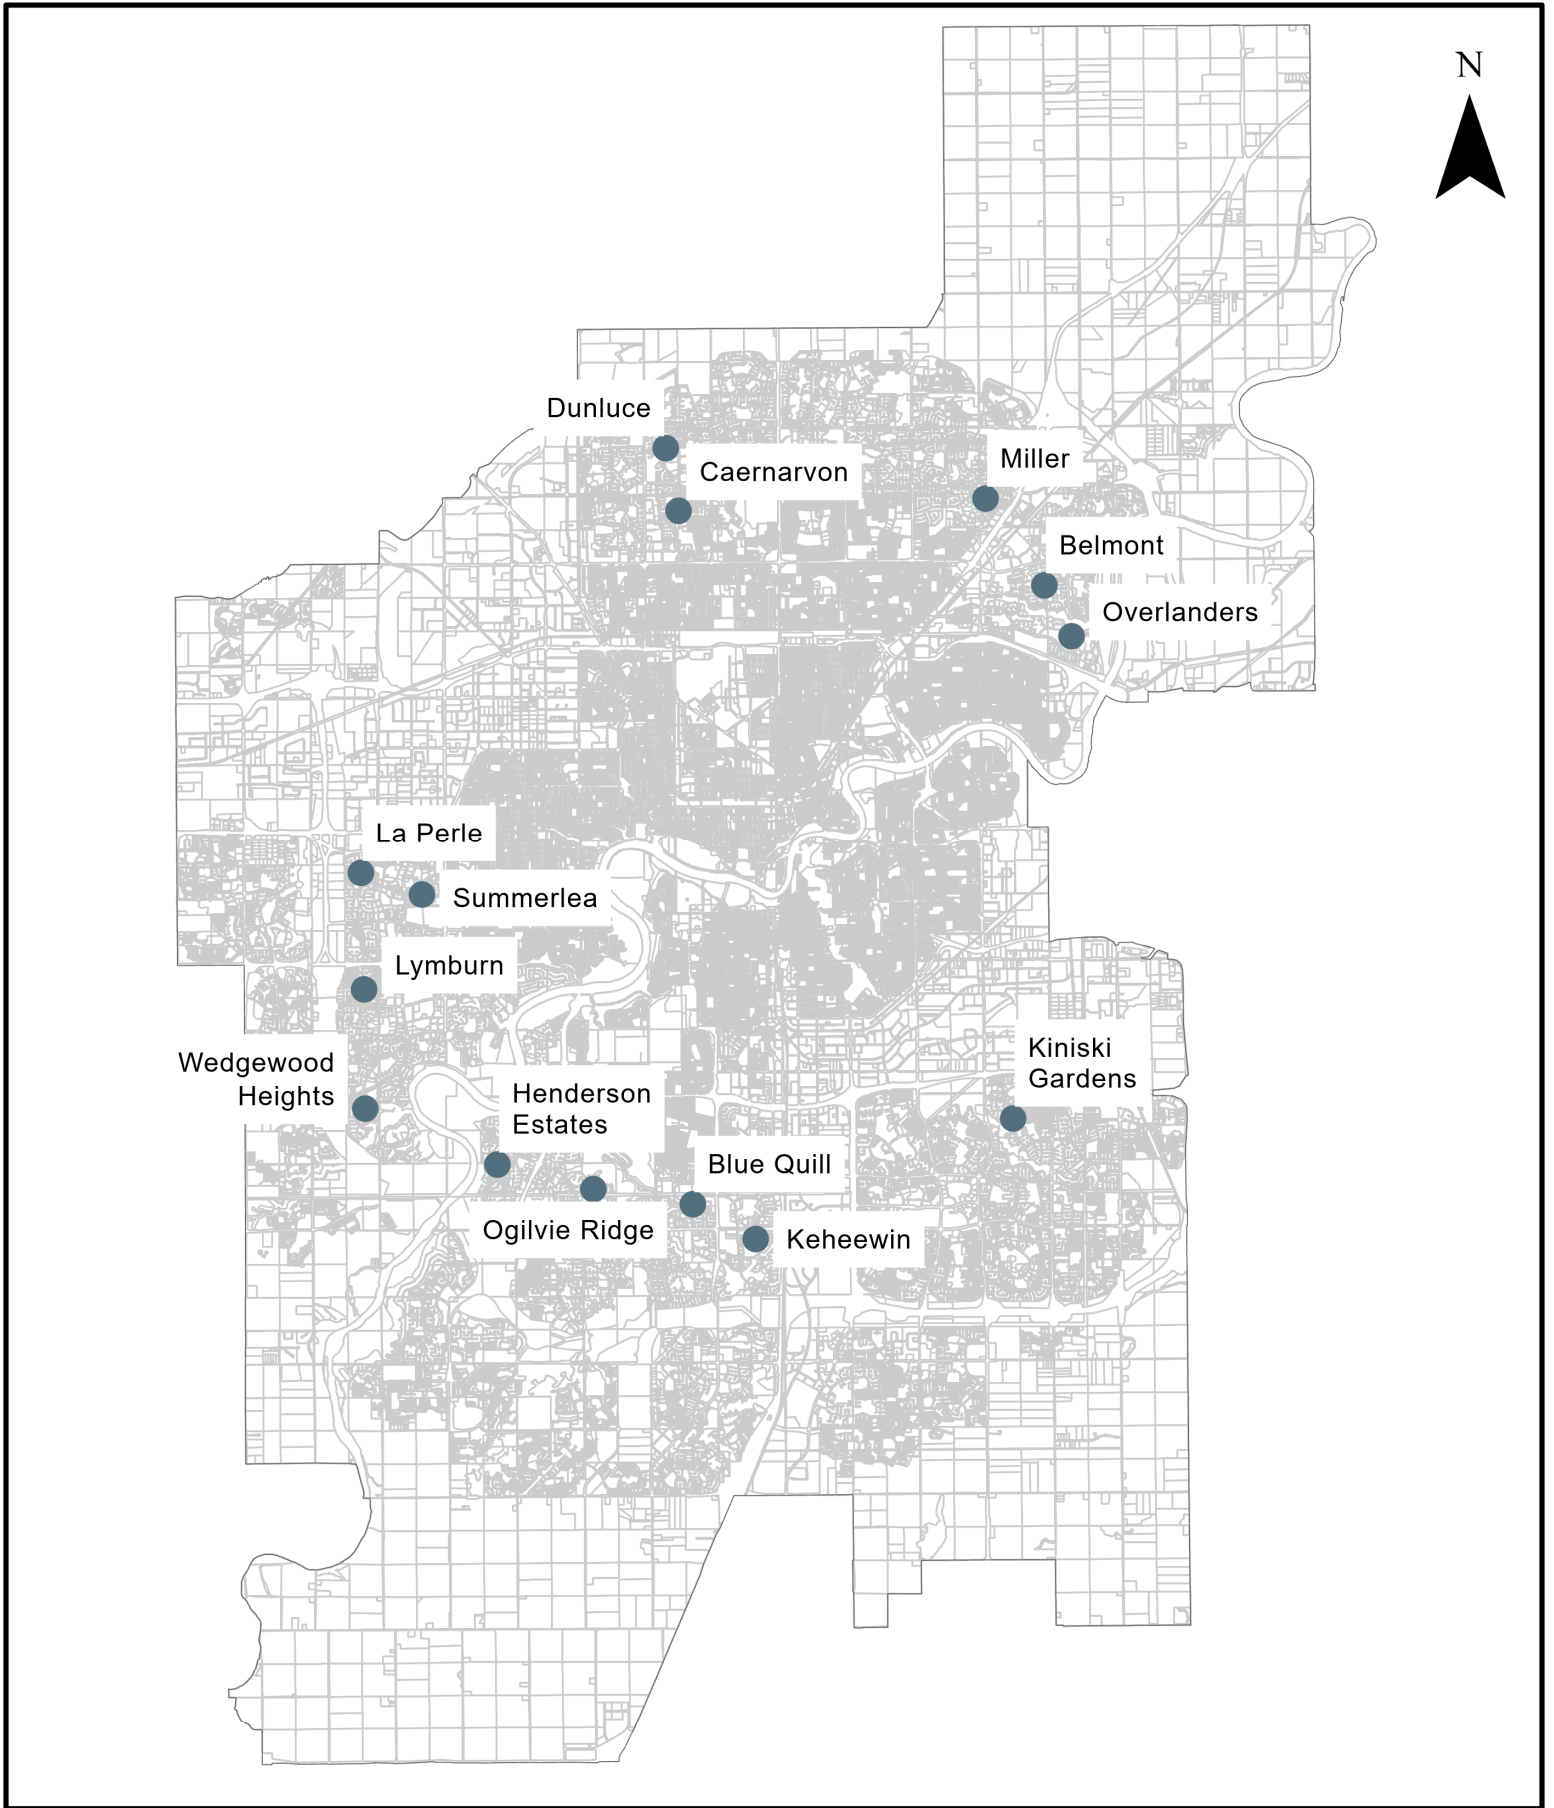 N
Dunluce
Caernarvon
Miller
Belmont
Overlanders
La Perle
Summerlea
Lymburn
Wedgewood
Heights
Henderson
Estates
Kiniski
Gardens
Blue Quill
Ogilvie Ridge
Keheewin